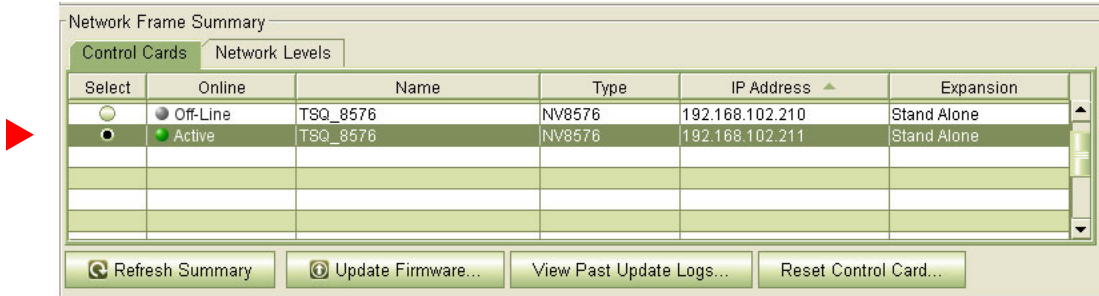 Network Frame Summary
Control Cards Network Levels
Select Online Name Type IP Address Expansion
Off-Line TSQ_8576 NV8576 192.168.102.210 Stand Alone
Active TSQ_8576 NV8576 192.168.102.211 Stand Alone
Refresh Summary Update Firmware... View Past Update Logs... Reset Control Card...